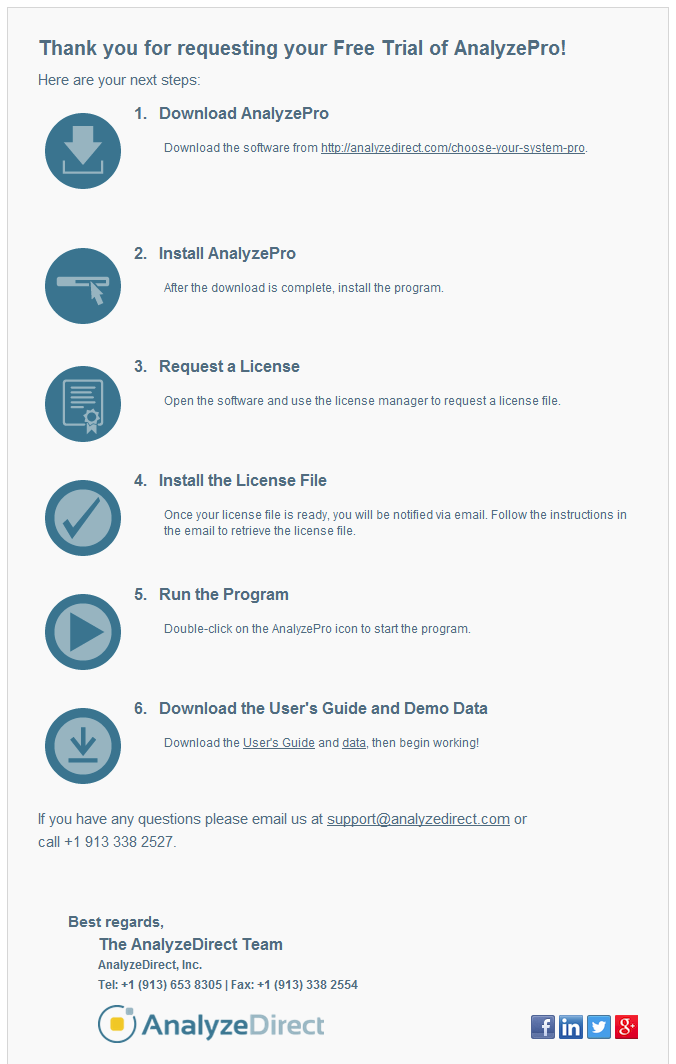 Thank you for requesting your Free Trial of AnalyzePro!
Here are your next steps:
1. Download AnalyzePro
Download the software from http://analyzedirect.com/choose-your-system-pro.
2. Install AnalyzePro
After the download is complete, install the program.
3. Request a License
Open the software and use the license manager to request a license file.
4. Install the License File
Once your license file is ready, you will be notified via email. Follow the instructions in
the email to retrieve the license file.
5. Run the Program
Double-click on the AnalyzePro icon to start the program.
6. Download the User's Guide and Demo Data
Download the User's Guide and data, then begin working!
If you have any questions please email us at support@analyzedirect.com or
call +1 913 338 2527.
Best regards,
The AnalyzeDirect Team
AnalyzeDirect, Inc.
Tel: +1 (913) 653 8305 | Fax: +1 (913) 338 2554
AnalyzeDirect
f in g+